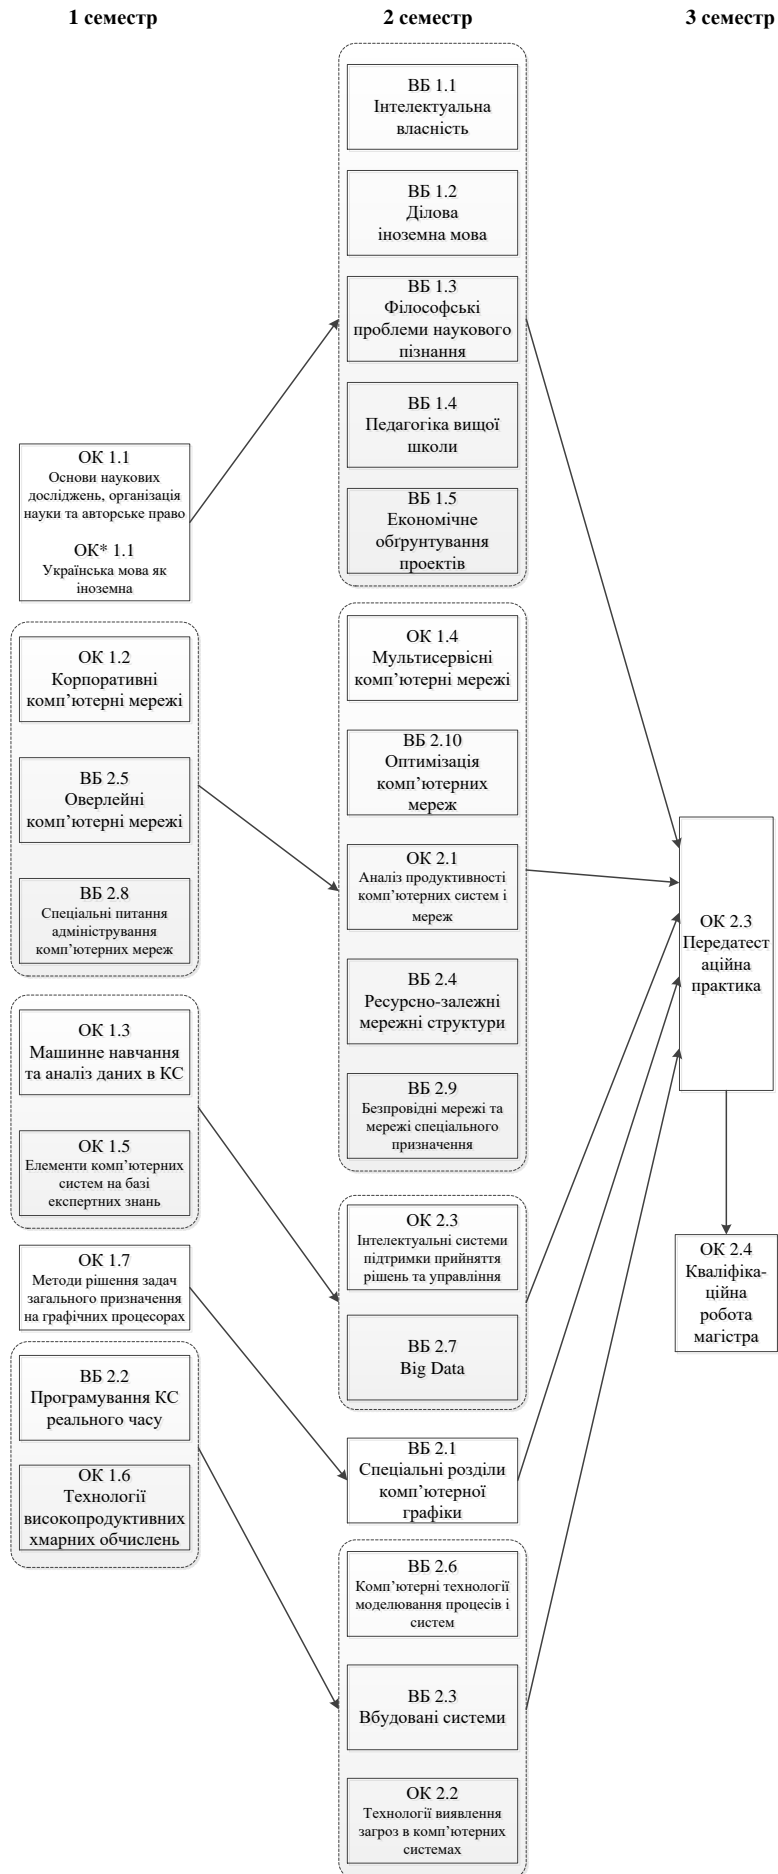 1 семестр
2 семестр
3 семестр
ВБ 1.1
Інтелектуальна
власність
ВБ 1.2
Ділова
іноземна мова
ВБ 1.3
Філософські
проблеми наукового
пізнання
ВБ 1.4
Педагогіка вищої
школи
ВБ 1.5
Економічне
обґрунтування
проектів
ОК 1.1
Основи наукових
досліджень, організація
науки та авторське право
ОК* 1.1
Українська мова як
іноземна
ОК 1.2
Корпоративні
комп’ютерні мережі
ВБ 2.5
Оверлейні
комп’ютерні мережі
ВБ 2.8
Спеціальні питання
адміністрування
комп’ютерних мереж
ОК 1.4
Мультисервісні
комп’ютерні мережі
ВБ 2.10
Оптимізація
комп’ютерних
мереж
ОК 2.1
Аналіз продуктивності
комп’ютерних систем і
мереж
ВБ 2.4
Ресурсно-залежні
мережні структури
ВБ 2.9
Безпровідні мережі та
мережі спеціального
призначення
ОК 2.3
Передатест
аційна
практика
ОК 1.3
Машинне навчання
та аналіз даних в КС
ОК 1.5
Елементи комп’ютерних
систем на базі
експертних знань
ОК 1.7
Методи рішення задач
загального призначення
на графічних процесорах
ОК 2.3
Інтелектуальні системи
підтримки прийняття
рішень та управління
ВБ 2.7
Big Data
ОК 2.4
Кваліфіка-
ційна
робота
магістра
ВБ 2.2
Програмування КС
реального часу
ОК 1.6
Технології
високопродуктивних
хмарних обчислень
ВБ 2.1
Спеціальні розділи
комп’ютерної
графіки
ВБ 2.6
Комп’ютерні технології
моделювання процесів і
систем
ВБ 2.3
Вбудовані системи
ОК 2.2
Технології виявлення
загроз в комп’ютерних
системах